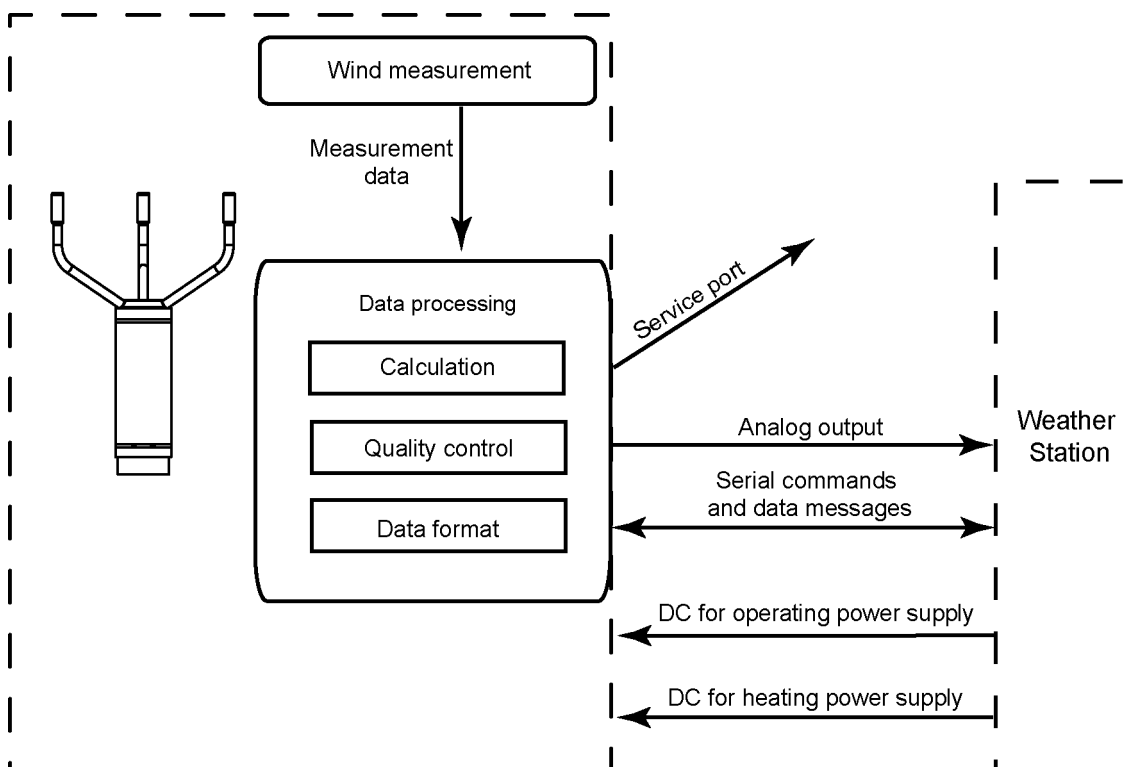 Wind measurement
Measurement
data
Data processing
Calculation
Quality control
Data format
Service port
Analog output
Serial commands
and data messages
DC for operating power supply
DC for heating power supply
Weather
Station